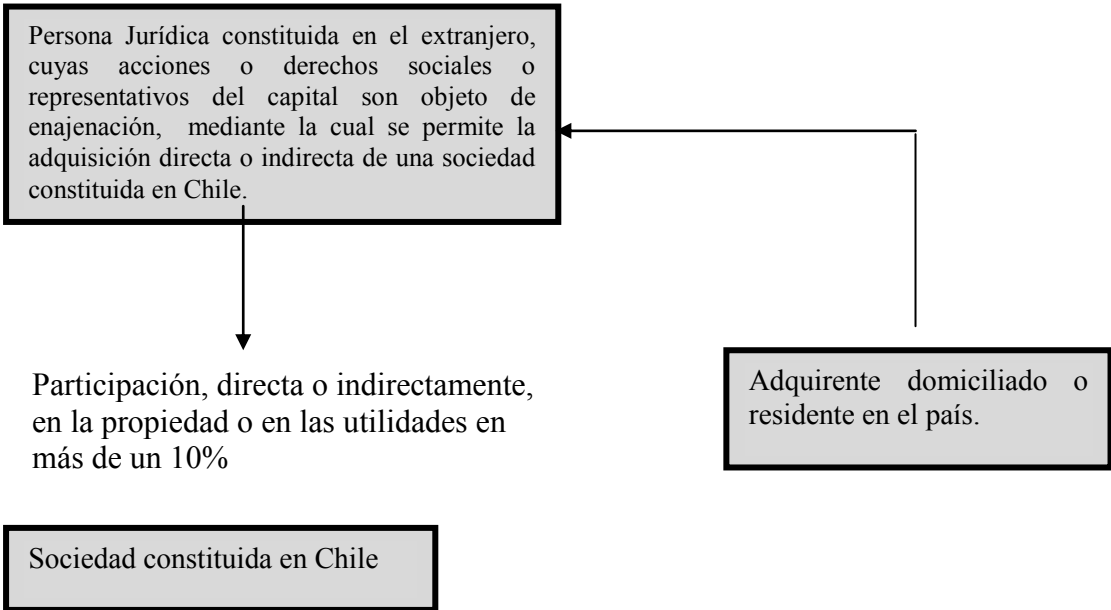 Persona Jurídica constituida en el extranjero,
cuyas acciones o derechos sociales o
representativos del capital son objeto de
enajenación, mediante la cual se permite la
adquisición directa o indirecta de una sociedad
constituida en Chile.
Participación, directa o indirectamente,
en la propiedad o en las utilidades en
más de un 10%
Adquirente domiciliado o
residente en el país.
Sociedad constituida en Chile